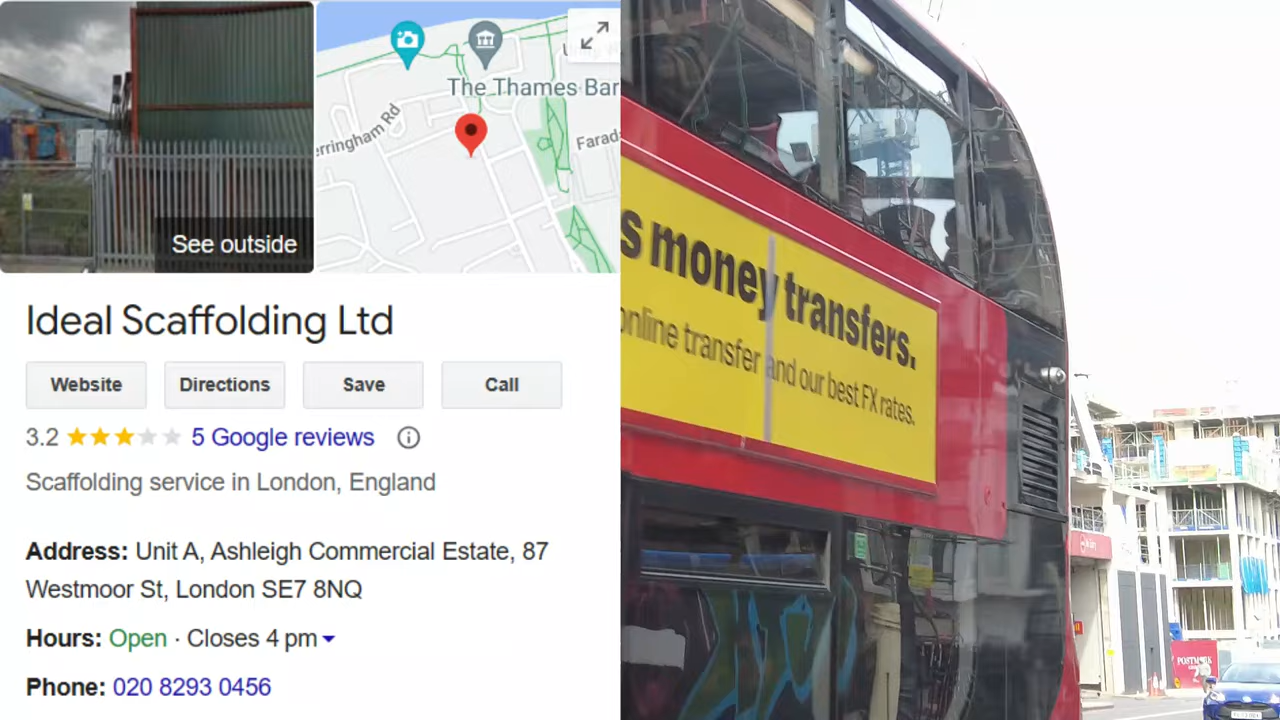 See outside
The Thames Bar
erringham Rd
Farada
Ideal Scaffolding Ltd
Website
Directions
Save
Call
3.2
5 Google reviews
Scaffolding service in London, England
Address: Unit A, Ashleigh Commercial Estate, 87
Westmoor St, London SE7 8NQ
Hours: Open · Closes 4 pm
Phone: 020 8293 0456
s money transfers.
online transfer and our best FX rates.
POSTMARK